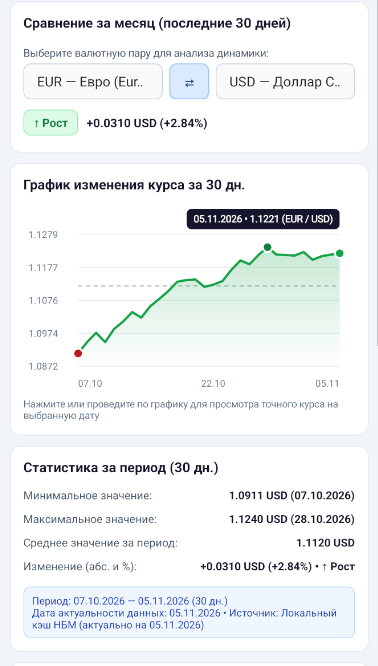 Сравнение за месяц (последние 30 дней)
Выберите валютную пару для анализа динамики:
EUR — Евро (Eur..
⇄
USD — Доллар С..
↑ Рост
+0.0310 USD (+2.84%)
График изменения курса за 30 дн.
05.11.2026 • 1.1221 (EUR / USD)
1.1279
1.1177
1.1076
1.0974
1.0872
07.10
22.10
05.11
Нажмите или проведите по графику для просмотра точного курса на
выбранную дату
Статистика за период (30 дн.)
Минимальное значение:
1.0911 USD (07.10.2026)
Максимальное значение:
1.1240 USD (28.10.2026)
Среднее значение за период:
1.1120 USD
Изменение (абс. и %):
+0.0310 USD (+2.84%) • ↑ Рост
Период: 07.10.2026 — 05.11.2026 (30 дн.)
Дата актуальности данных: 05.11.2026 • Источник: Локальный
кэш НБМ (актуально на 05.11.2026)